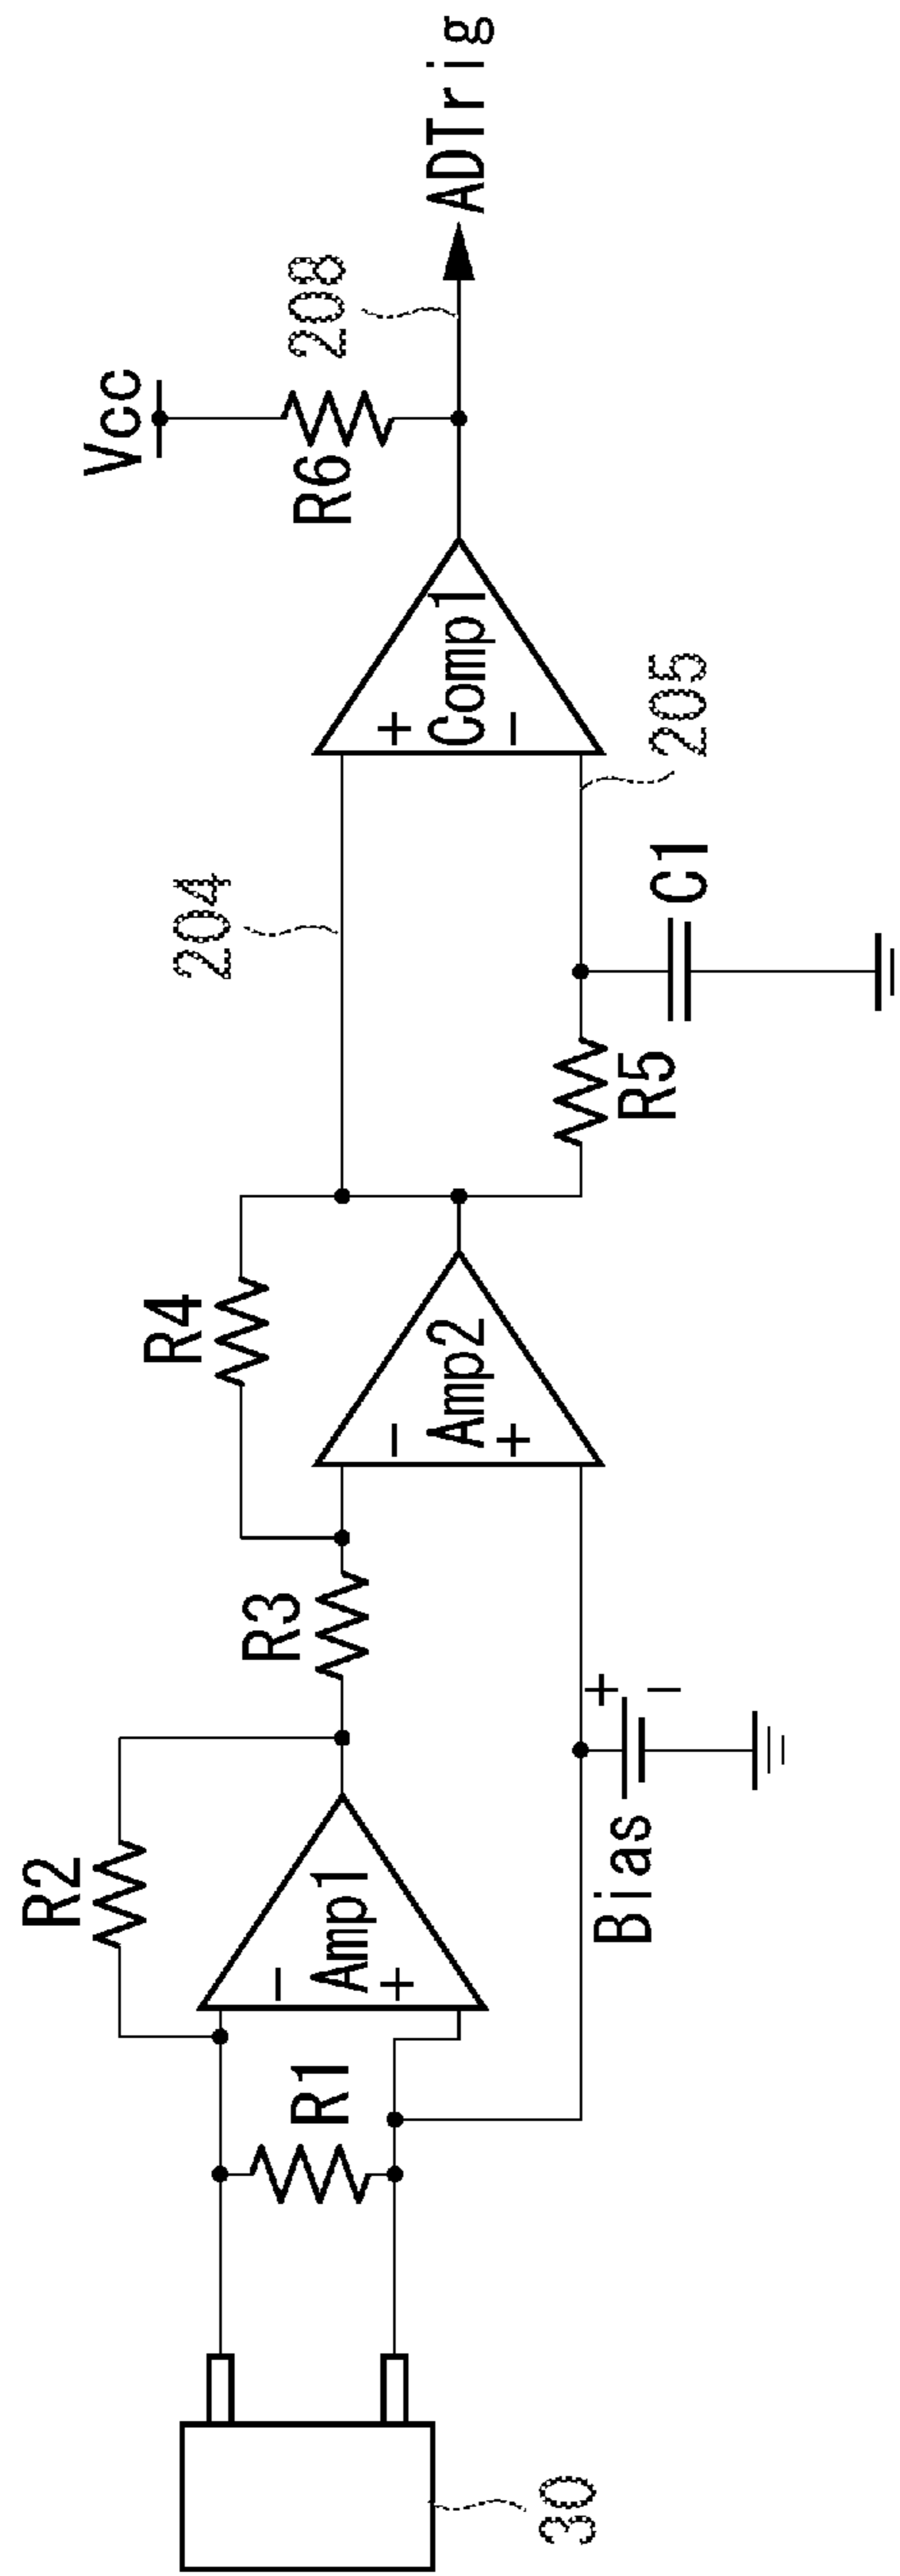 30
R1
R2
-
Amp1
+
Bias
+
-
R3
R4
-
Amp2
+
204
R5
C1
205
+
Comp1
-
Vcc
R6
208
ADTrig